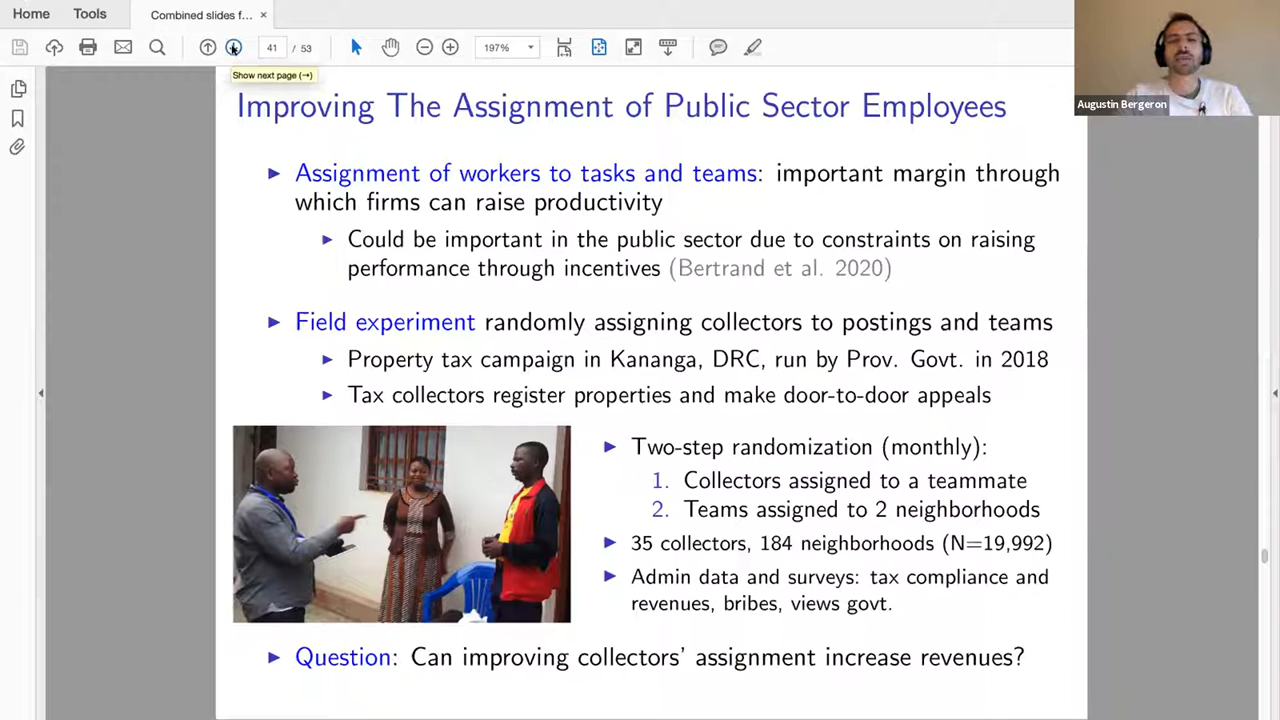 Home Tools Combined slides f... ×
41 / 53 197%
Show next page (→)
Augustin Bergeron
Improving The Assignment of Public Sector Employees
Assignment of workers to tasks and teams: important margin through
which firms can raise productivity
Could be important in the public sector due to constraints on raising
performance through incentives (Bertrand et al. 2020)
Field experiment randomly assigning collectors to postings and teams
Property tax campaign in Kananga, DRC, run by Prov. Govt. in 2018
Tax collectors register properties and make door-to-door appeals
Two-step randomization (monthly):
1. Collectors assigned to a teammate
2. Teams assigned to 2 neighborhoods
35 collectors, 184 neighborhoods (N=19,992)
Admin data and surveys: tax compliance and
revenues, bribes, views govt.
Question: Can improving collectors' assignment increase revenues?